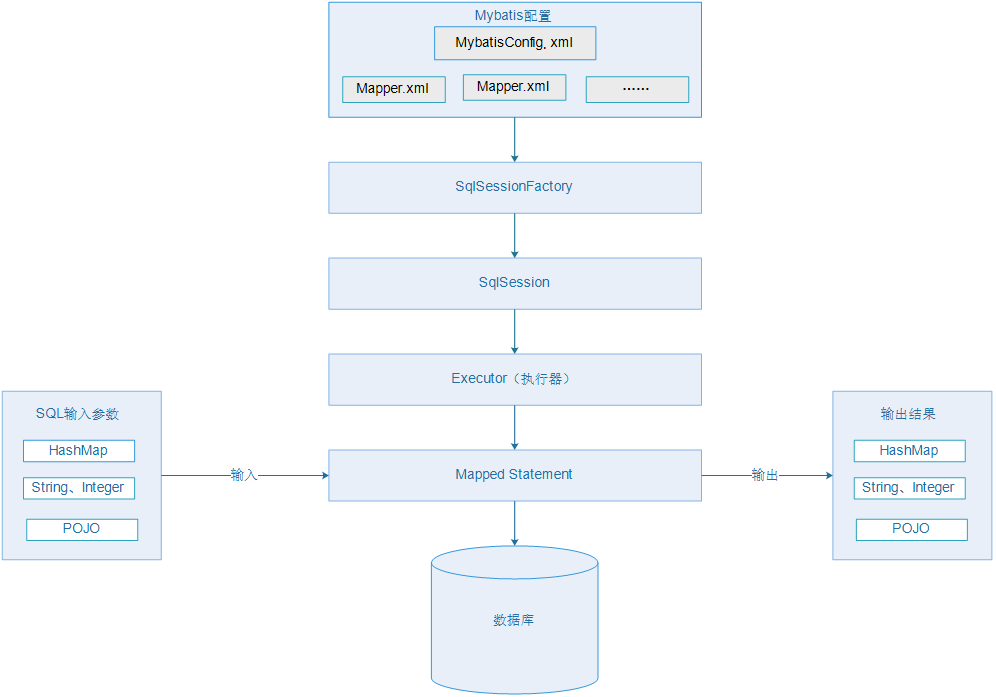 Mybatis配置
MybatisConfig, xml
Mapper.xml
Mapper.xml
······
SqlSessionFactory
SqlSession
Executor（执行器）
SQL输入参数
HashMap
String、Integer
POJO
输入
Mapped Statement
输出
输出结果
HashMap
String、Integer
POJO
数据库